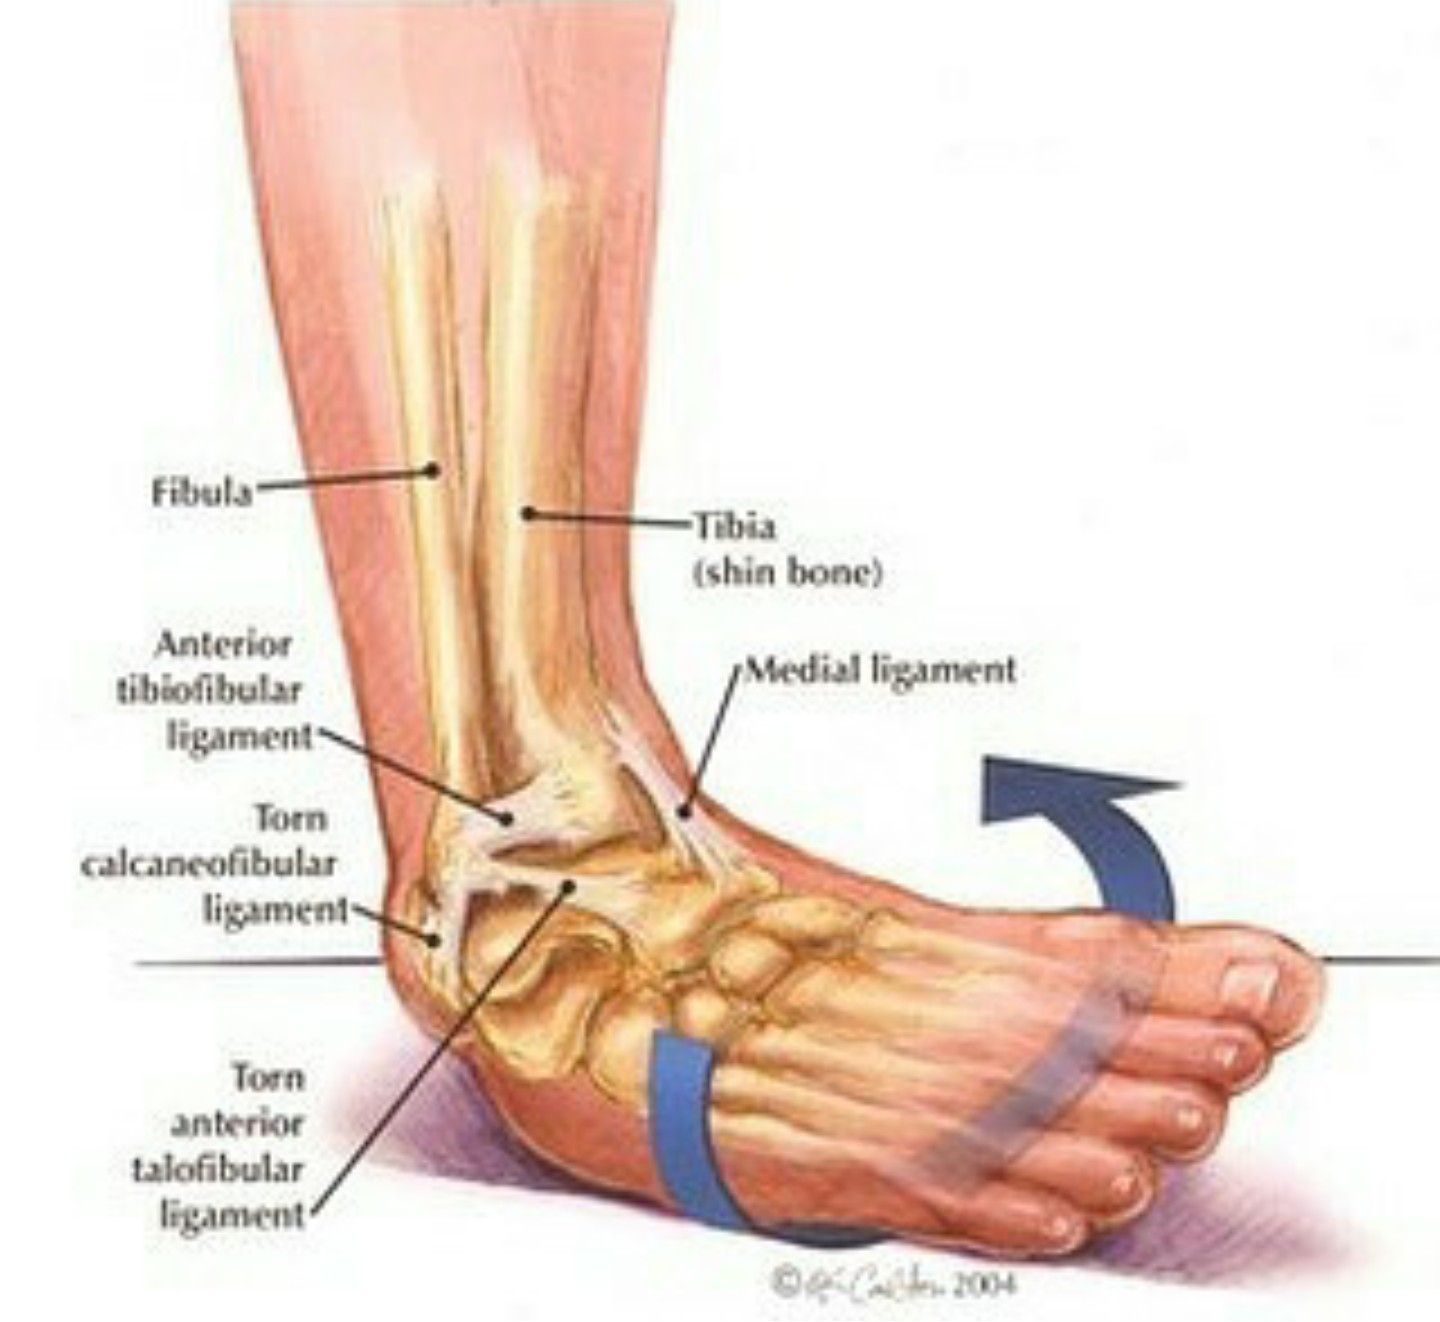 Fibula
Tibia
(shin bone)
Anterior
tibiofibular
ligament
Medial ligament
Torn
calcaneofibular
ligament
Torn
anterior
talofibular
ligament
© 2004